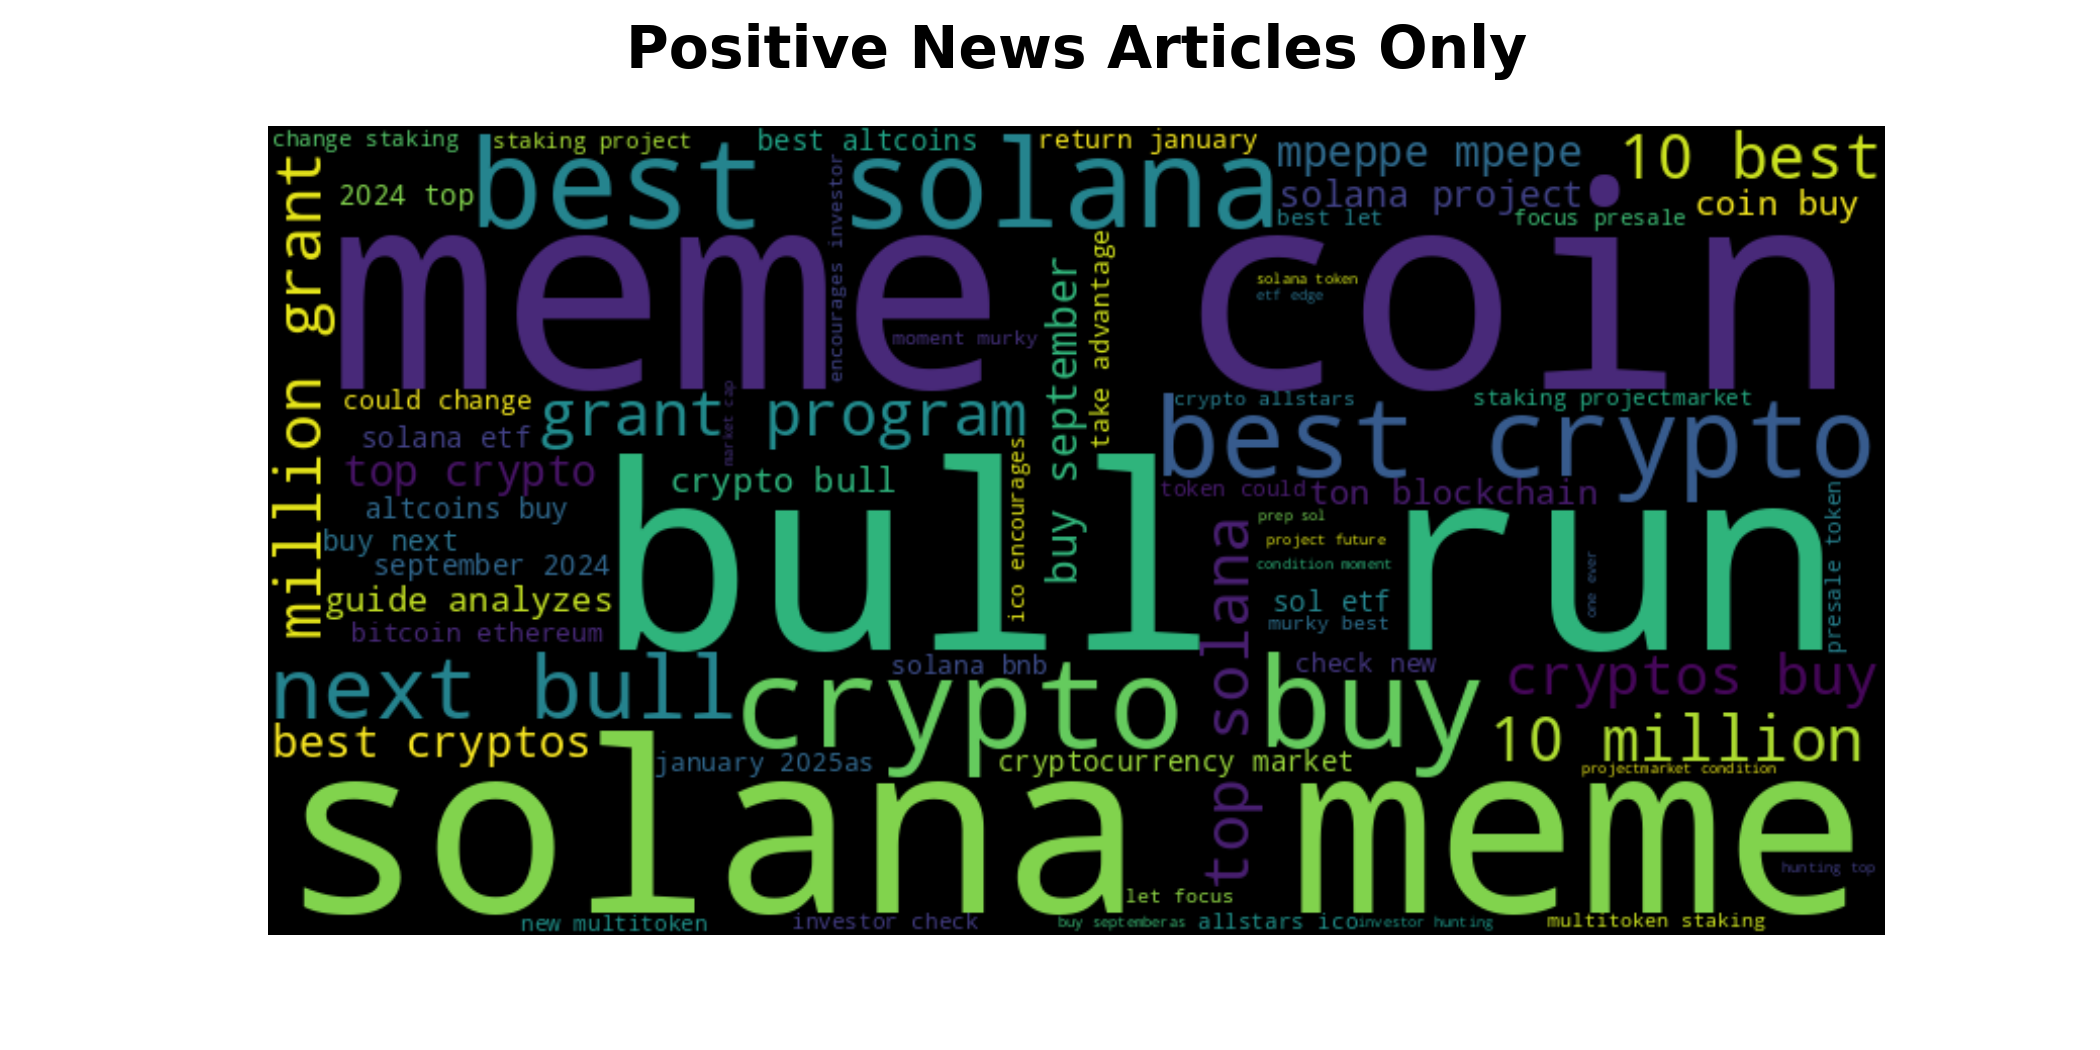 Positive News Articles Only
change staking
staking project
best altcoins
return january
mpeppe mpepe
10 best
best solana
2024 top
solana project
coin buy
best let
focus presale
million grant
encourages investor
meme coin
take advantage
buy september
solana token
etf edge
moment murky
market cap
could change
grant program
crypto allstars
staking projectmarket
best crypto
solana etf
top crypto
crypto bull
ico encourages
token could
ton blockchain
presale token
altcoins buy
bull run
prep sol
buy next
project future
september 2024
condition moment
one ever
guide analyzes
sol etf
murky best
bitcoin ethereum
top solana
next bull
solana bnb
check new
cryptos buy
crypto buy
best cryptos
10 million
january 2025as
cryptocurrency market
projectmarket condition
solana meme
hunting top
let focus
new multitoken
investor check
buy septemberas
allstars ico
investor hunting
multitoken staking